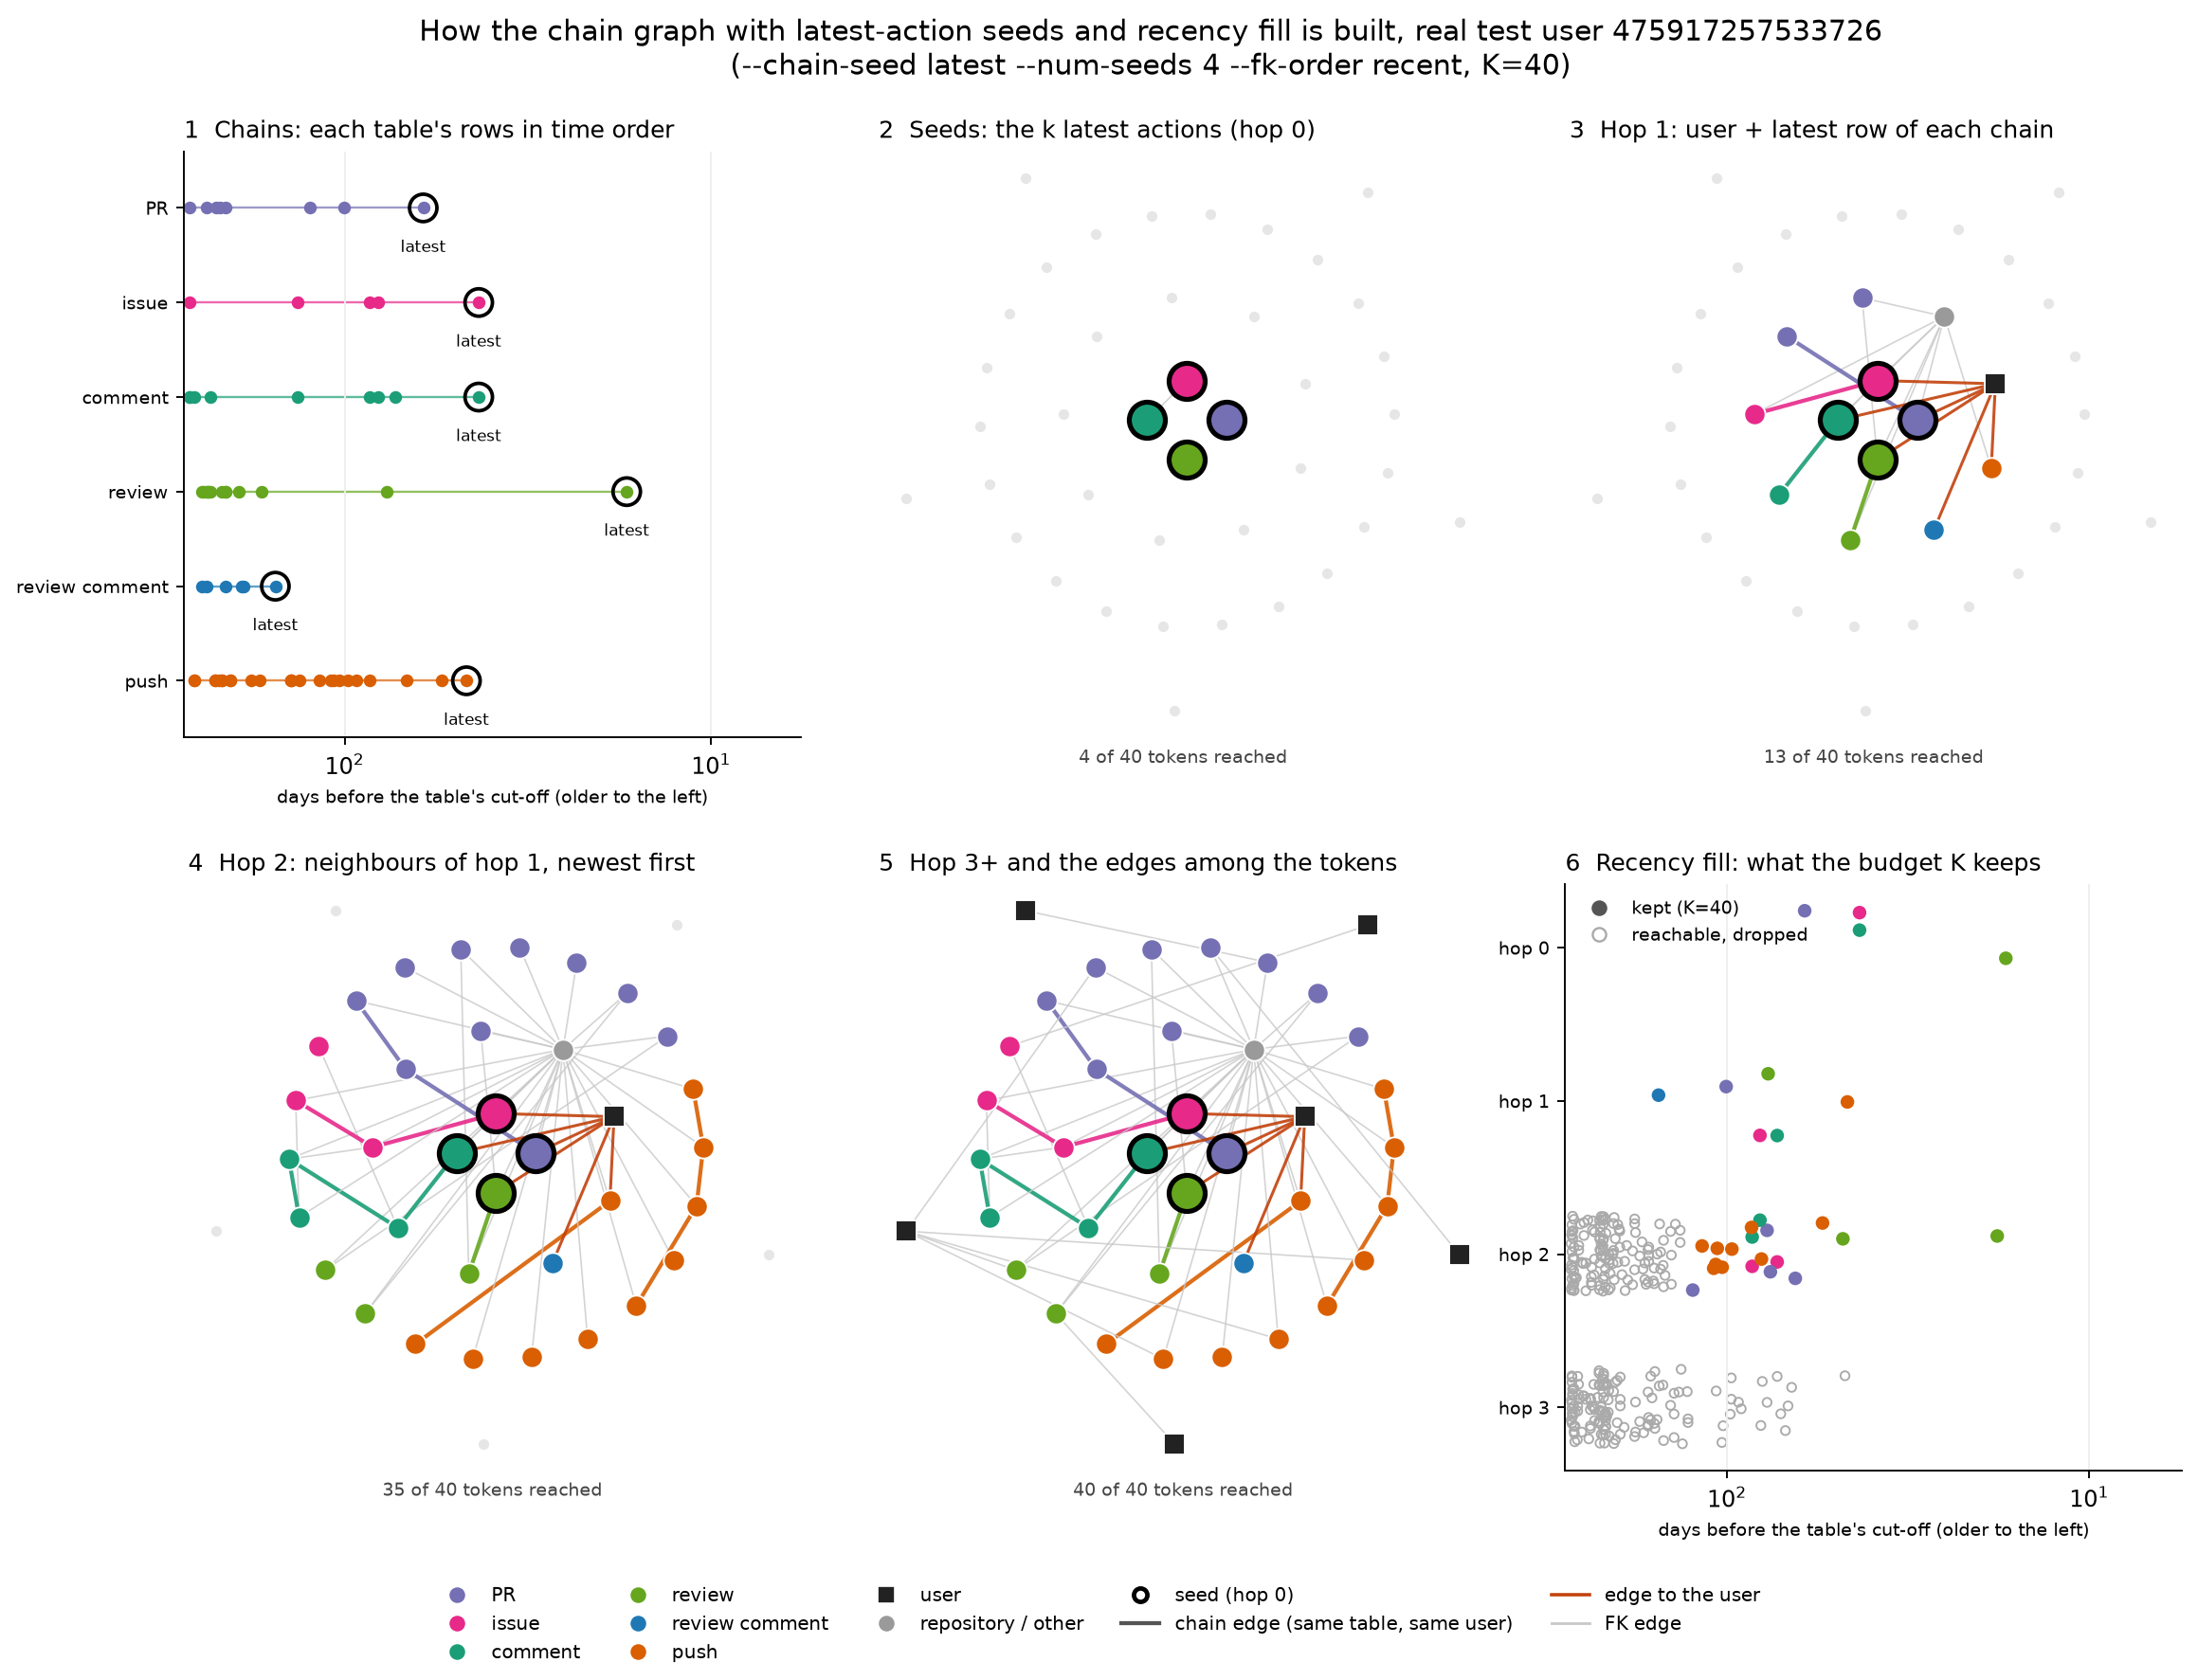 How the chain graph with latest-action seeds and recency fill is built, real test user 475917257533726
(--chain-seed latest --num-seeds 4 --fk-order recent, K=40)
1 Chains: each table's rows in time order
PR
latest
issue
latest
comment
latest
review
latest
review comment
latest
push
latest
10²
10¹
days before the table's cut-off (older to the left)
2 Seeds: the k latest actions (hop 0)
4 of 40 tokens reached
3 Hop 1: user + latest row of each chain
13 of 40 tokens reached
4 Hop 2: neighbours of hop 1, newest first
35 of 40 tokens reached
5 Hop 3+ and the edges among the tokens
40 of 40 tokens reached
6 Recency fill: what the budget K keeps
kept (K=40)
reachable, dropped
hop 0
hop 1
hop 2
hop 3
10²
10¹
days before the table's cut-off (older to the left)
PR
issue
comment
review
review comment
push
user
repository / other
seed (hop 0)
chain edge (same table, same user)
edge to the user
FK edge